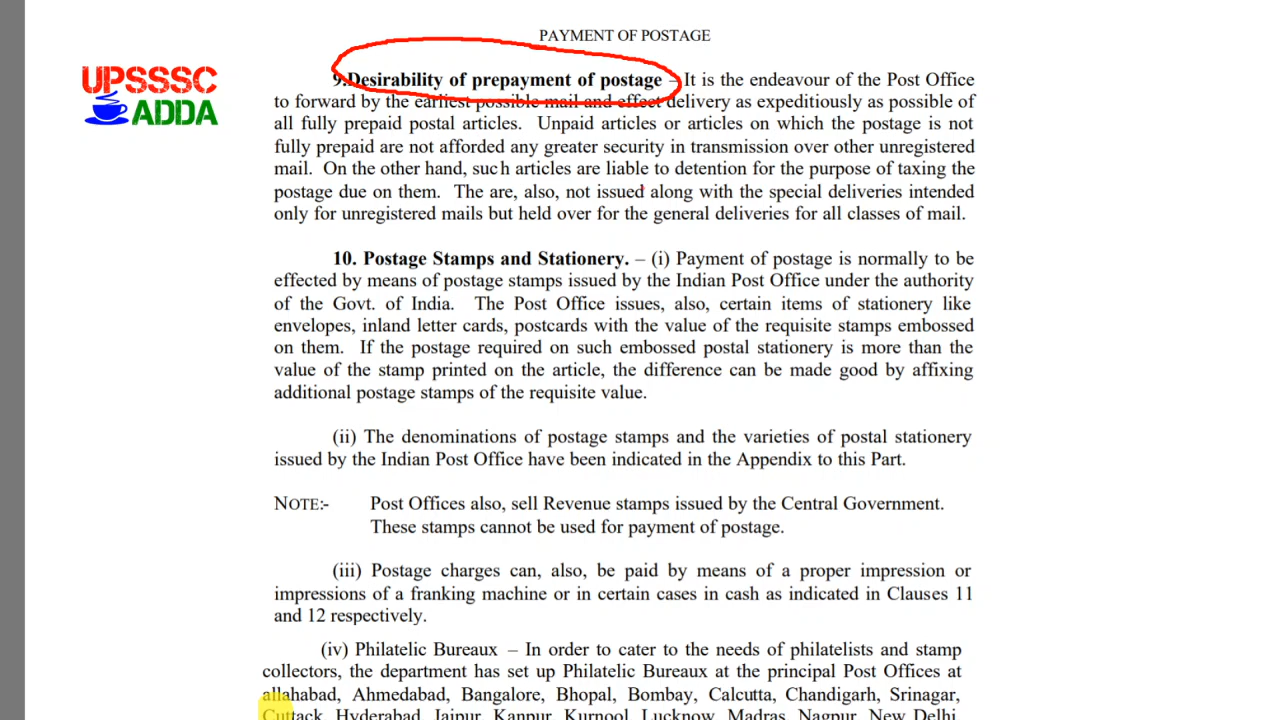 PAYMENT OF POSTAGE
UPSSSC
ADDA
9.Desirability of prepayment of postage – It is the endeavour of the Post Office
to forward by the earliest possible mail and effect delivery as expeditiously as possible of
all fully prepaid postal articles. Unpaid articles or articles on which the postage is not
fully prepaid are not afforded any greater security in transmission over other unregistered
mail. On the other hand, such articles are liable to detention for the purpose of taxing the
postage due on them. The are, also, not issued along with the special deliveries intended
only for unregistered mails but held over for the general deliveries for all classes of mail.
10. Postage Stamps and Stationery. – (i) Payment of postage is normally to be
effected by means of postage stamps issued by the Indian Post Office under the authority
of the Govt. of India. The Post Office issues, also, certain items of stationery like
envelopes, inland letter cards, postcards with the value of the requisite stamps embossed
on them. If the postage required on such embossed postal stationery is more than the
value of the stamp printed on the article, the difference can be made good by affixing
additional postage stamps of the requisite value.
(ii) The denominations of postage stamps and the varieties of postal stationery
issued by the Indian Post Office have been indicated in the Appendix to this Part.
NOTE:- Post Offices also, sell Revenue stamps issued by the Central Government.
These stamps cannot be used for payment of postage.
(iii) Postage charges can, also, be paid by means of a proper impression or
impressions of a franking machine or in certain cases in cash as indicated in Clauses 11
and 12 respectively.
(iv) Philatelic Bureaux – In order to cater to the needs of philatelists and stamp
collectors, the department has set up Philatelic Bureaux at the principal Post Offices at
allahabad, Ahmedabad, Bangalore, Bhopal, Bombay, Calcutta, Chandigarh, Srinagar,
Cuttack, Hyderabad, Jaipur, Kanpur, Kurnool, Lucknow, Madras, Nagpur, New Delhi,